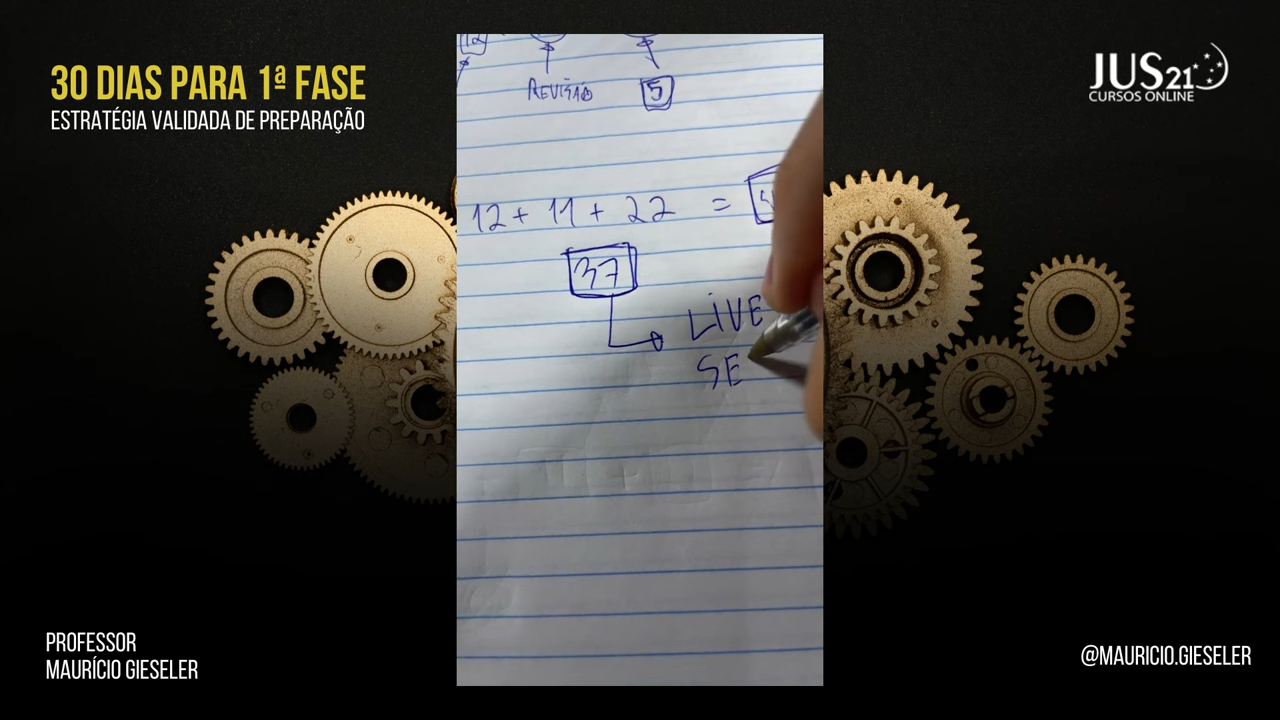 30 DIAS PARA 1ª FASE
ESTRATÉGIA VALIDADA DE PREPARAÇÃO
JUS21
CURSOS ONLINE
12
REVISÃO
5
12 + 11 + 22 =
37
LIVE
SE
PROFESSOR
MAURÍCIO GIESELER
@MAURICIO.GIESELER